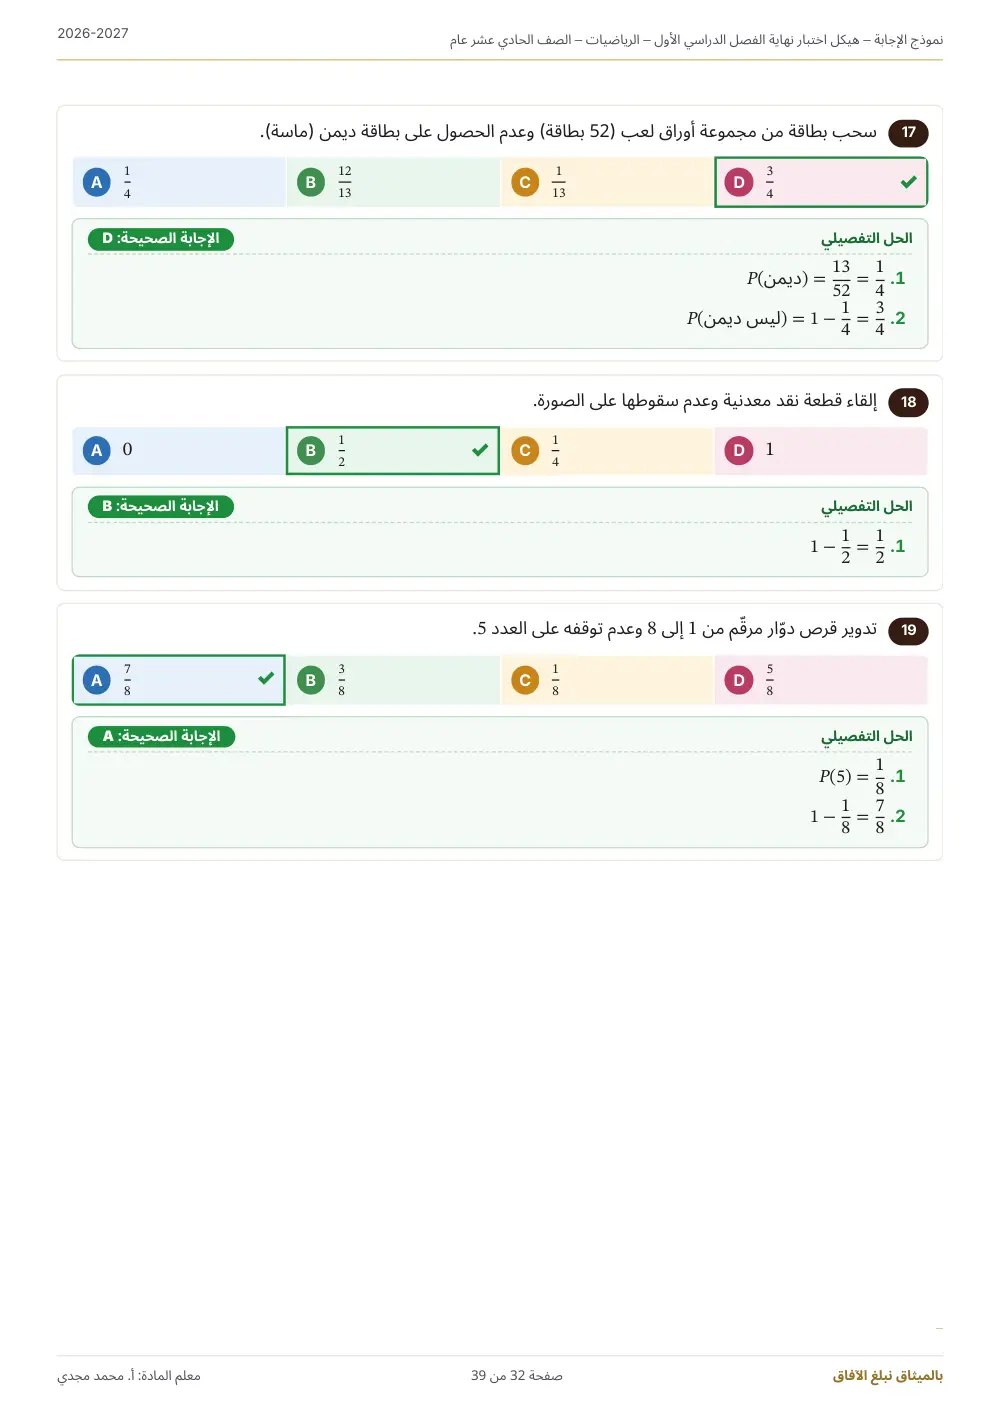 نموذج الإجابة – هيكل اختبار نهاية الفصل الدراسي الأول – الرياضيات – الصف الحادي عشر عام
2026-2027
17 سحب بطاقة من مجموعة أوراق لعب (52 بطاقة) وعدم الحصول على بطاقة ديمن (ماسة).
A 1/4 B 12/13 C 1/13 D 3/4 ✔
الحل التفصيلي
الإجابة الصحيحة: D
1. P(ديمن) = 13/52 = 1/4
2. P(ليس ديمن) = 1 − 1/4 = 3/4
18 إلقاء قطعة نقد معدنية وعدم سقوطها على الصورة.
A 0 B 1/2 ✔ C 1/4 D 1
الحل التفصيلي
الإجابة الصحيحة: B
1. 1 − 1/2 = 1/2
19 تدوير قرص دوّار مرقّم من 1 إلى 8 وعدم توقفه على العدد 5.
A 7/8 ✔ B 3/8 C 1/8 D 5/8
الحل التفصيلي
الإجابة الصحيحة: A
1. P(5) = 1/8
2. 1 − 1/8 = 7/8
–
بالميثاق نبلغ الآفاق
صفحة 32 من 39
معلم المادة: أ. محمد مجدي